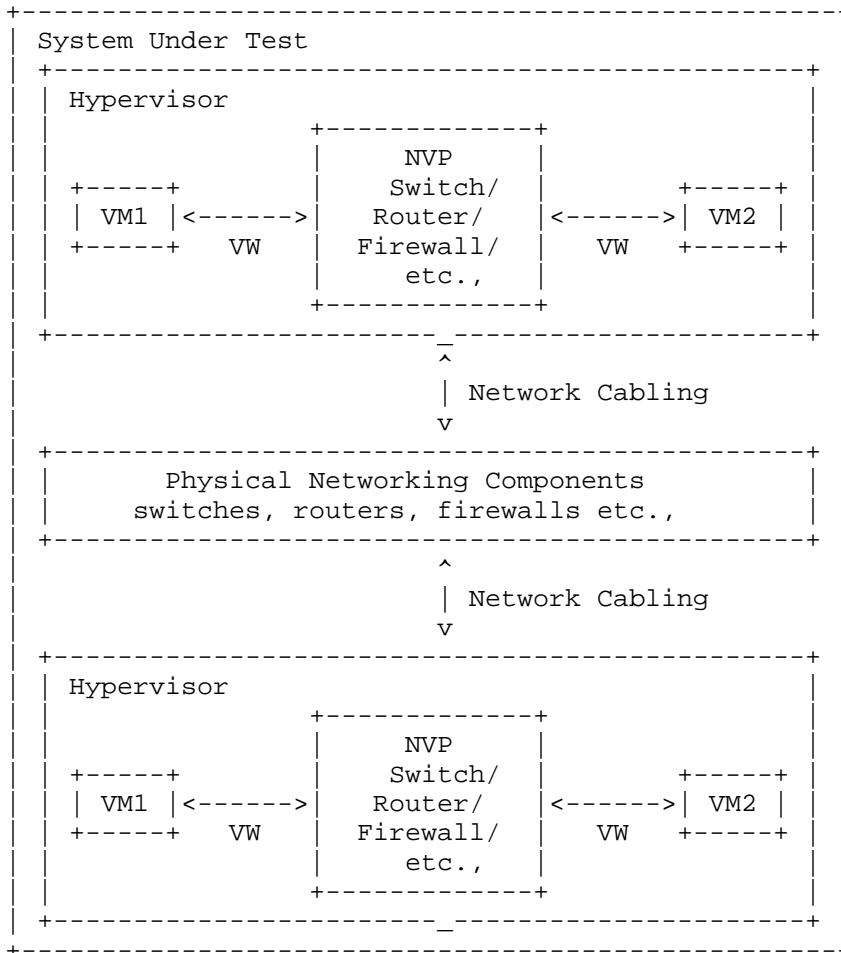 System Under Test
Hypervisor
NVP
Switch/
VM1 <------> Router/ <------> VM2
VW Firewall/ VW
etc.,
^
| Network Cabling
v
Physical Networking Components
switches, routers, firewalls etc.,
^
| Network Cabling
v
Hypervisor
NVP
Switch/
VM1 <------> Router/ <------> VM2
VW Firewall/ VW
etc.,